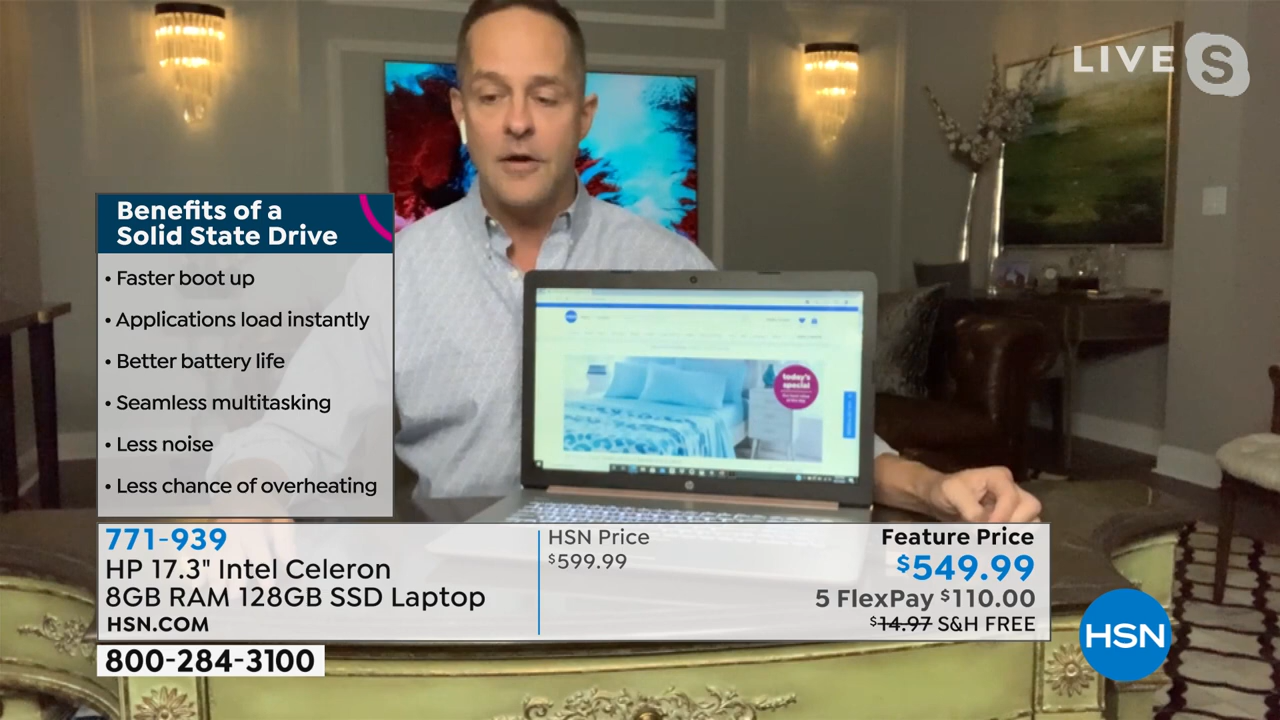 LIVE S
Benefits of a
Solid State Drive
• Faster boot up
• Applications load instantly
• Better battery life
• Seamless multitasking
• Less noise
• Less chance of overheating
today's
special
771-939
HP 17.3" Intel Celeron
8GB RAM 128GB SSD Laptop
HSN.COM
HSN Price
$599.99
Feature Price
$549.99
5 FlexPay $110.00
$14.97 S&H FREE
800-284-3100
HSN